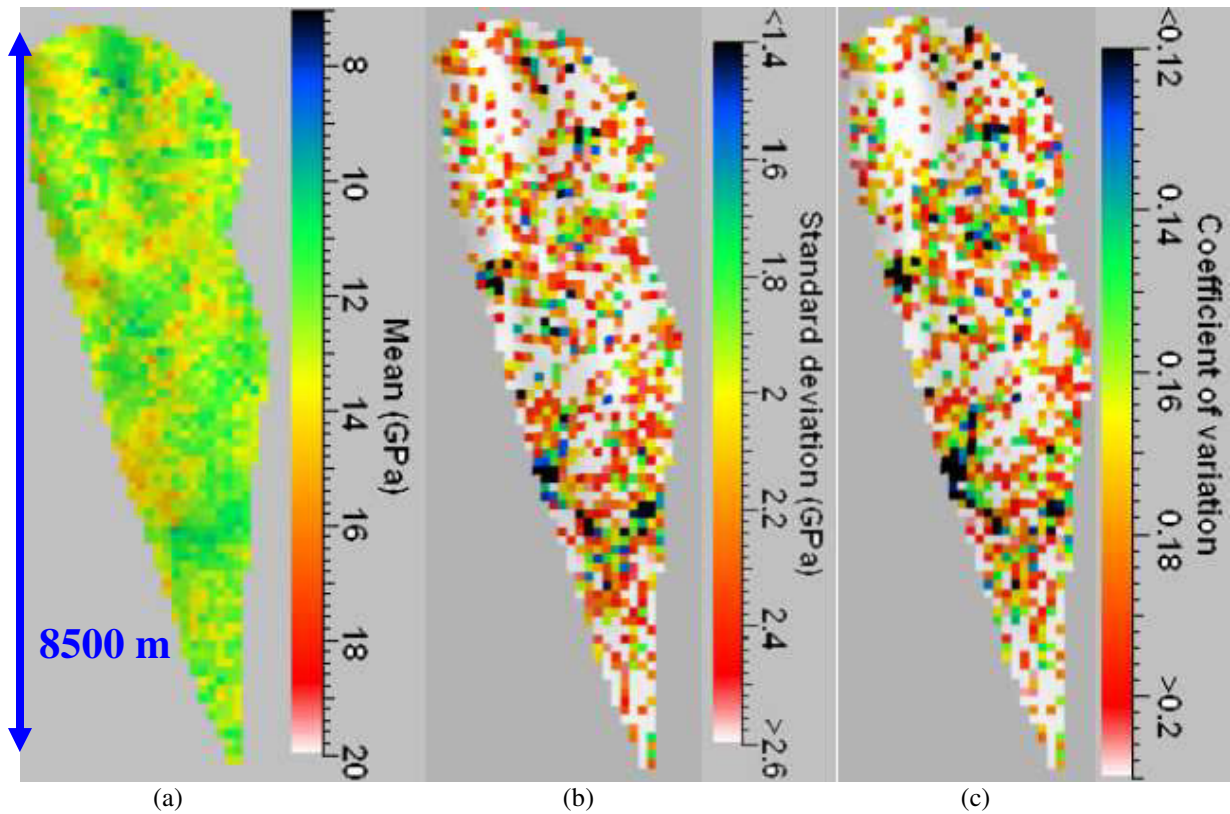 8
10
12
14
16
18
20
Mean (GPa)
8500 m
(a)
<1.4
1.6
1.8
2
2.2
2.4
>2.6
Standard deviation (GPa)
(b)
<0.12
0.14
0.16
0.18
>0.2
Coefficient of variation
(c)